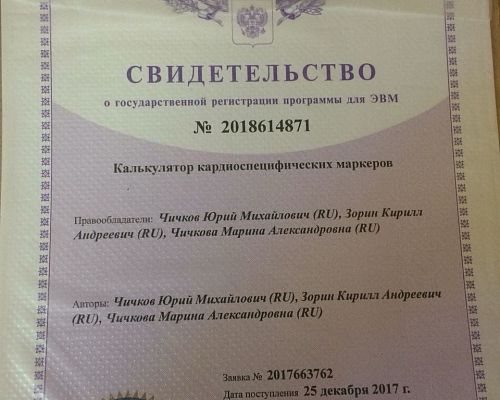 СВИДЕТЕЛЬСТВО
о государственной регистрации программы для ЭВМ
№ 2018614871
Калькулятор кардиоспецифических маркеров
Правообладатели: Чичков Юрий Михайлович (RU), Зорин Кирилл
Андреевич (RU), Чичкова Марина Александровна (RU)
Авторы: Чичков Юрий Михайлович (RU), Зорин Кирилл Андреевич
(RU), Чичкова Марина Александровна (RU)
Заявка № 2017663762
Дата поступления 25 декабря 2017 г.